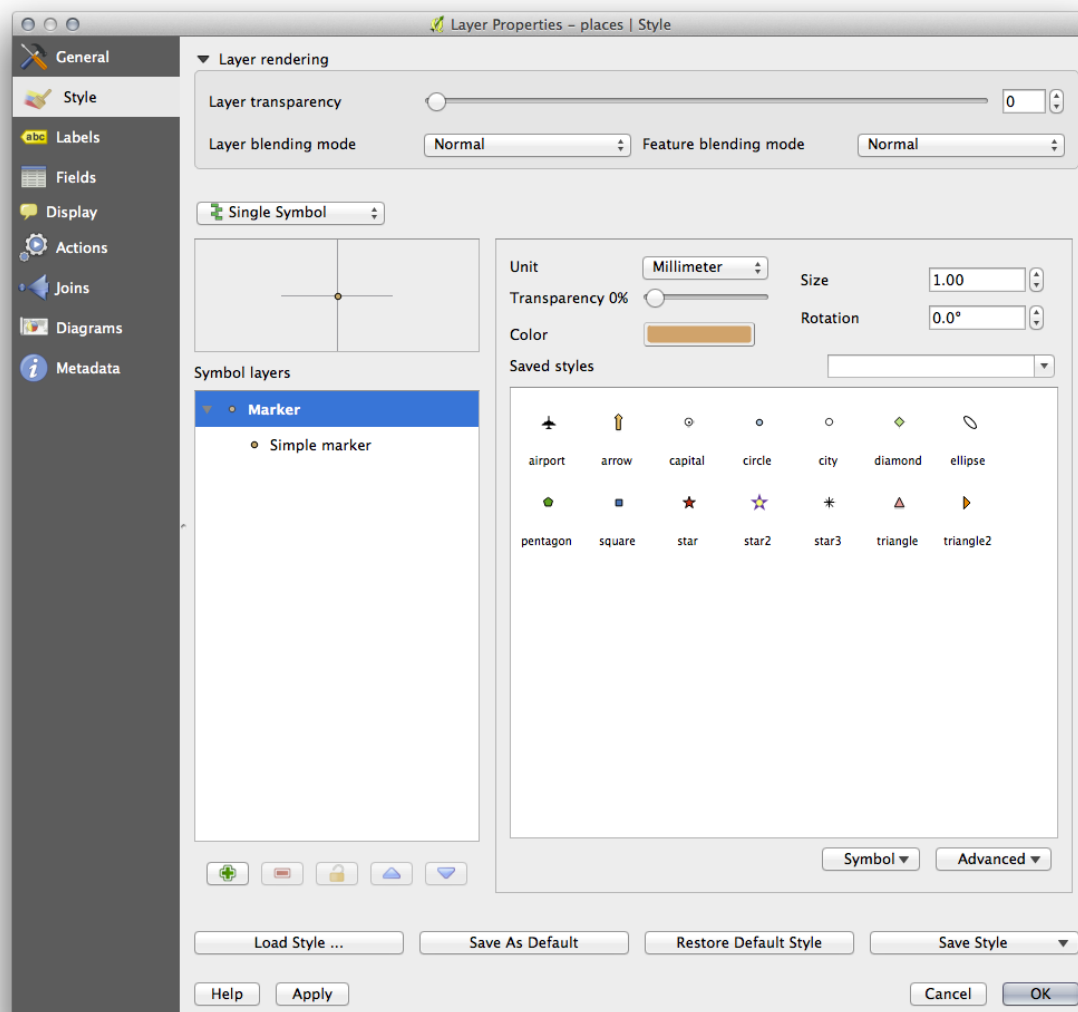 Layer Properties - places | Style
General
Style
abc Labels
Fields
Display
Actions
Joins
Diagrams
i Metadata
Layer rendering
Layer transparency 0
Layer blending mode Normal Feature blending mode Normal
Single Symbol
Unit Millimeter
Size 1.00
Transparency 0%
Rotation 0.0°
Color
Saved styles
Symbol layers
Marker
Simple marker
airport arrow capital circle city diamond ellipse
pentagon square star star2 star3 triangle triangle2
Symbol Advanced
Load Style ... Save As Default Restore Default Style Save Style
Help Apply Cancel OK